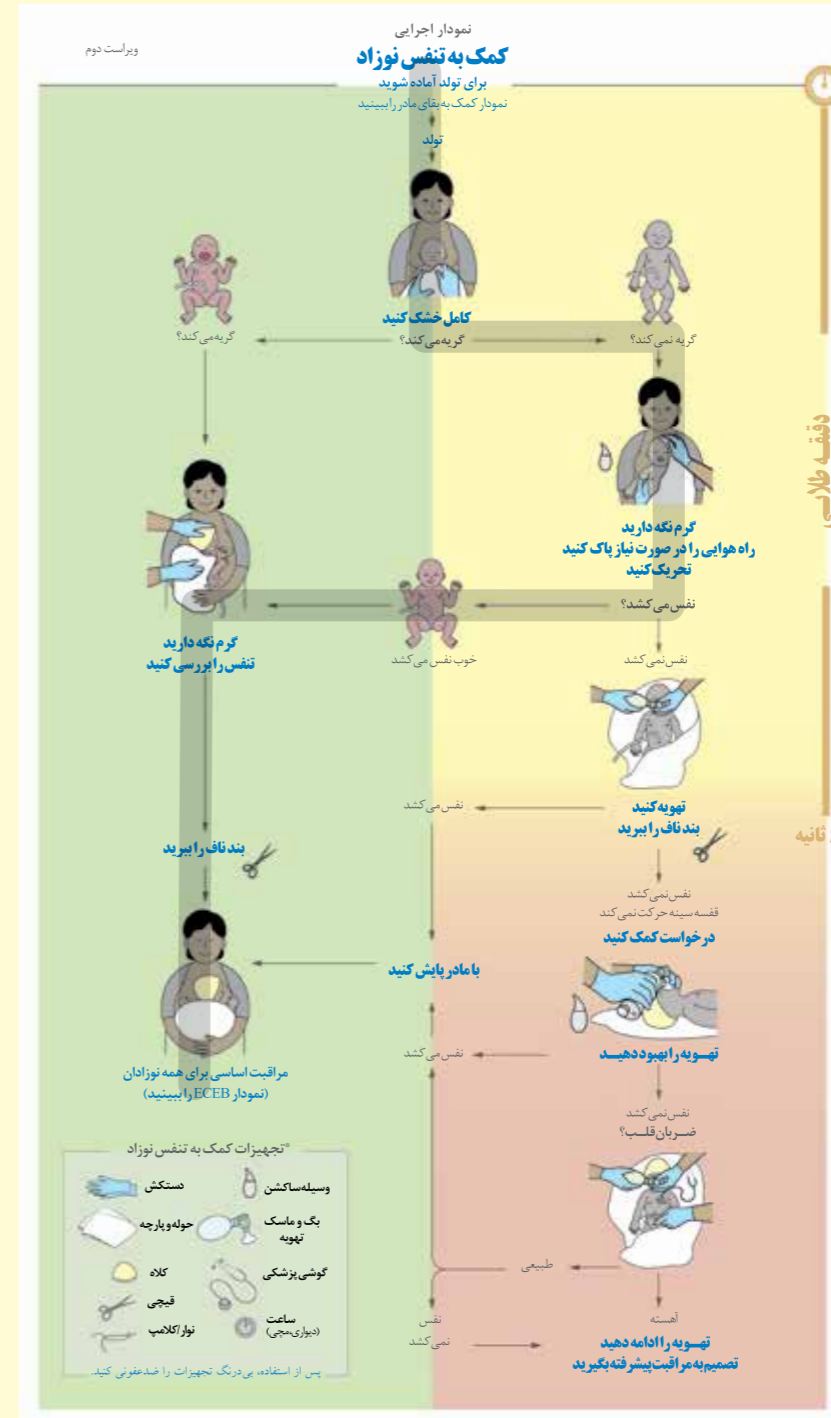 نمودار اجرایی
ویراست دوم
کمک به تنفس نوزاد
برای تولد آماده شوید
نمودار کمک به بقای مادر را ببینید
تولد
کامل خشک کنید
گریه می‌کند؟
گریه می‌کند؟
گریه نمی‌کند؟
دقیقه طلایی
گرم نگه دارید
راه هوایی را در صورت نیاز پاک کنید
تحریک کنید
نفس می‌کشد؟
گرم نگه دارید
تنفس را بررسی کنید
خوب نفس می‌کشد
نفس نمی‌کشد
تهویه کنید
بند ناف را ببرید
نفس می‌کشد
ثانیه
بند ناف را ببرید
نفس نمی‌کشد
قفسه سینه حرکت نمی‌کند
درخواست کمک کنید
با مادر پایش کنید
تهــویه را بهبود دهیــد
نفس می‌کشد
مراقبت اساسی برای همه نوزادان
(نمودار ECEB را ببینید)
نفس نمی‌کشد
ضــربان قلــب؟
*تجهیزات کمک به تنفس نوزاد
وسیله ساکشن
دستکش
بگ و ماسک
تهویه
حوله و پارچه
گوشی پزشکی
کلاه
قیچی
ساعت
(دیواری،مچی)
نوار/کلامپ
پس از استفاده، بی‌درنگ تجهیزات را ضدعفونی کنید.
طبیعی
آهسته
نفس
نمی‌کشد
تهــویه را ادامه دهید
تصمیم به مراقبت پیشرفته بگیرید